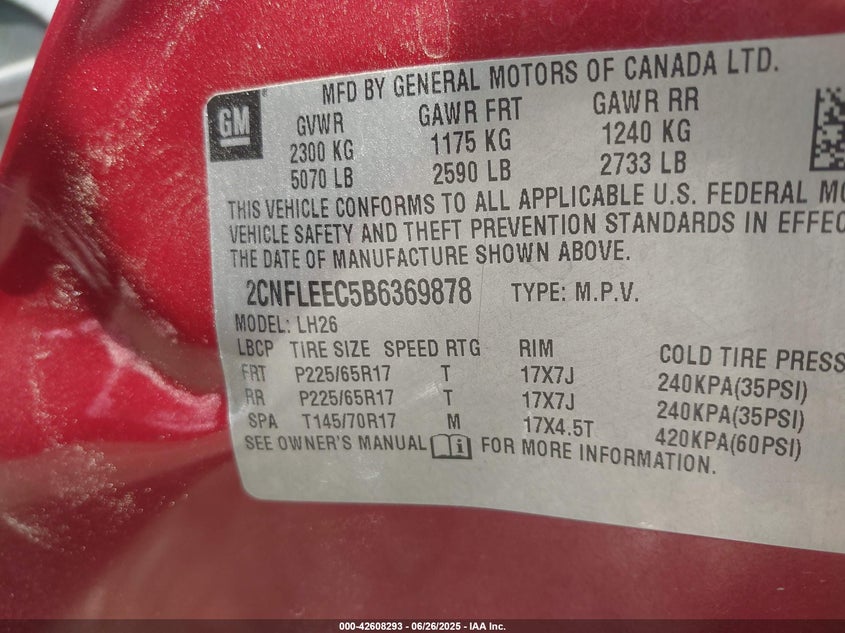 MFD BY GENERAL MOTORS OF CANADA LTD.
GM
GVWR GAWR FRT GAWR RR
2300 KG 1175 KG 1240 KG
5070 LB 2590 LB 2733 LB
THIS VEHICLE CONFORMS TO ALL APPLICABLE U.S. FEDERAL MO
VEHICLE SAFETY AND THEFT PREVENTION STANDARDS IN EFFEC
THE DATE OF MANUFACTURE SHOWN ABOVE.
2CNFLEEC5B6369878 TYPE: M.P.V.
MODEL: LH26
LBCP TIRE SIZE SPEED RTG RIM COLD TIRE PRESS
FRT P225/65R17 T 17X7J 240KPA(35PSI)
RR P225/65R17 T 17X7J 240KPA(35PSI)
SPA T145/70R17 M 17X4.5T 420KPA(60PSI)
SEE OWNER'S MANUAL i FOR MORE INFORMATION.
000-42608293 - 06/26/2025 - IAA Inc.